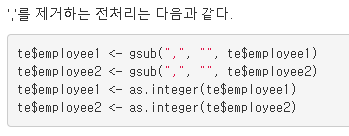 ','를 제거하는 전처리는 다음과 같다.
te$employee1 <- gsub(",", "", te$employee1)
te$employee2 <- gsub(",", "", te$employee2)
te$employee1 <- as.integer(te$employee1)
te$employee2 <- as.integer(te$employee2)